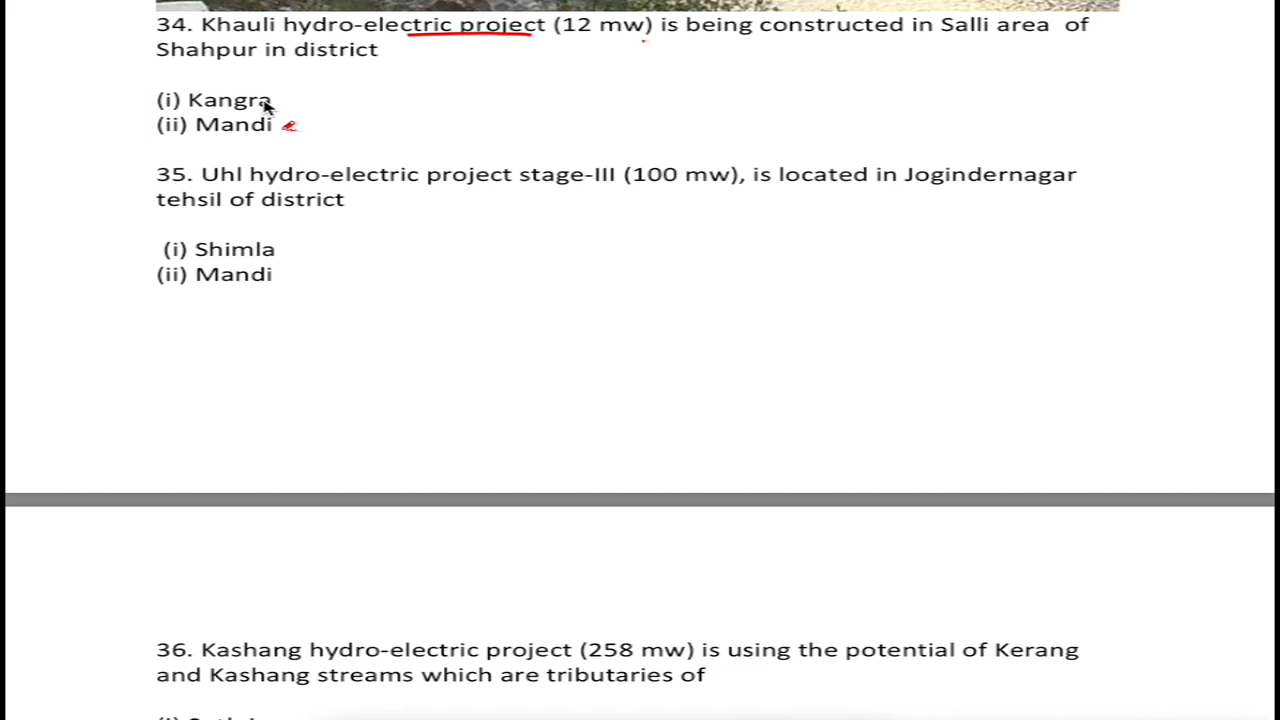 34. Khauli hydro-electric project (12 mw) is being constructed in Salli area of
Shahpur in district
(i) Kangra
(ii) Mandi
35. Uhl hydro-electric project stage-III (100 mw), is located in Jogindernagar
tehsil of district
(i) Shimla
(ii) Mandi
36. Kashang hydro-electric project (258 mw) is using the potential of Kerang
and Kashang streams which are tributaries of